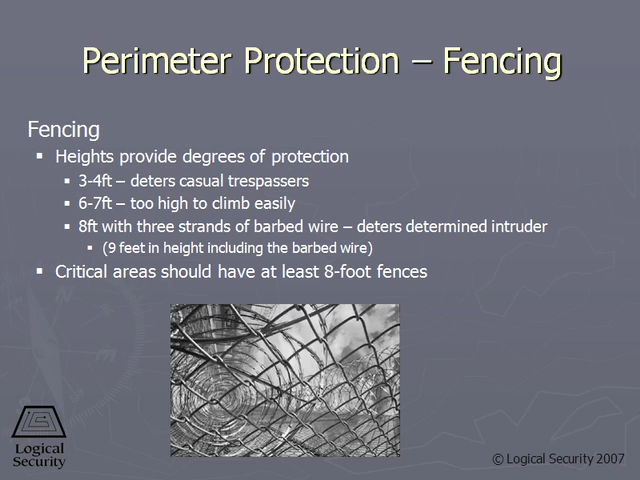 Perimeter Protection – Fencing
Fencing
▪ Heights provide degrees of protection
▪ 3-4ft – deters casual trespassers
▪ 6-7ft – too high to climb easily
▪ 8ft with three strands of barbed wire – deters determined intruder
▪ (9 feet in height including the barbed wire)
▪ Critical areas should have at least 8-foot fences
Logical
Security
© Logical Security 2007